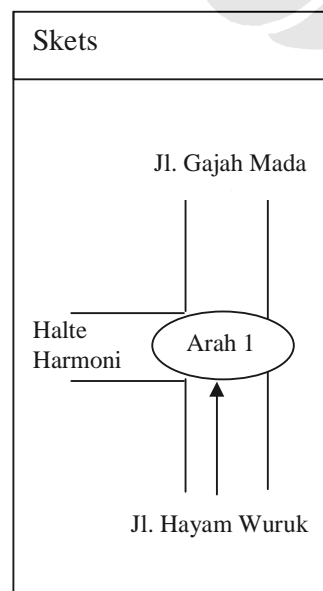 Skets
Jl. Gajah Mada
Halte
Harmoni
Arah 1
Jl. Hayam Wuruk